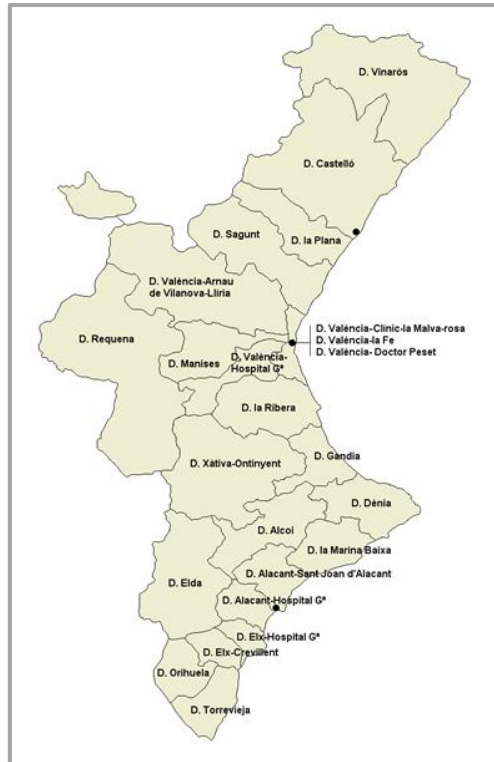 D. Vinarós
D. Castelló
D. Sagunt
D. la Plana
D. València-Arnau
de Vilanova-Llíria
D. Requena
D. València-Clínic-la Malva-rosa
D. València-la Fe
D. València- Doctor Peset
D. Manises
D. València-
Hospital Gª
D. la Ribera
D. Gandia
D. Xàtiva-Ontinyent
D. Dènia
D. Alcoi
D. la Marina Baixa
D. Alacant-Sant Joan d'Alacant
D. Elda
D. Alacant-Hospital Gª
D. Elx-Hospital Gª
D. Elx-Crevillent
D. Orihuela
D. Torrevieja